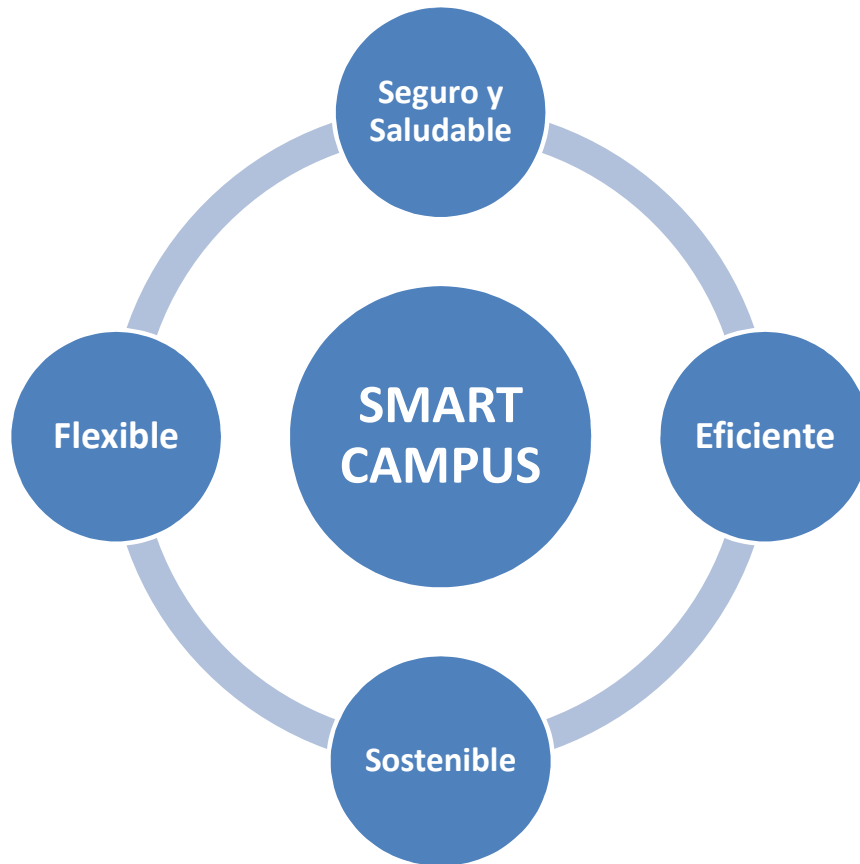 Seguro y
Saludable
Flexible
SMART
CAMPUS
Eficiente
Sostenible